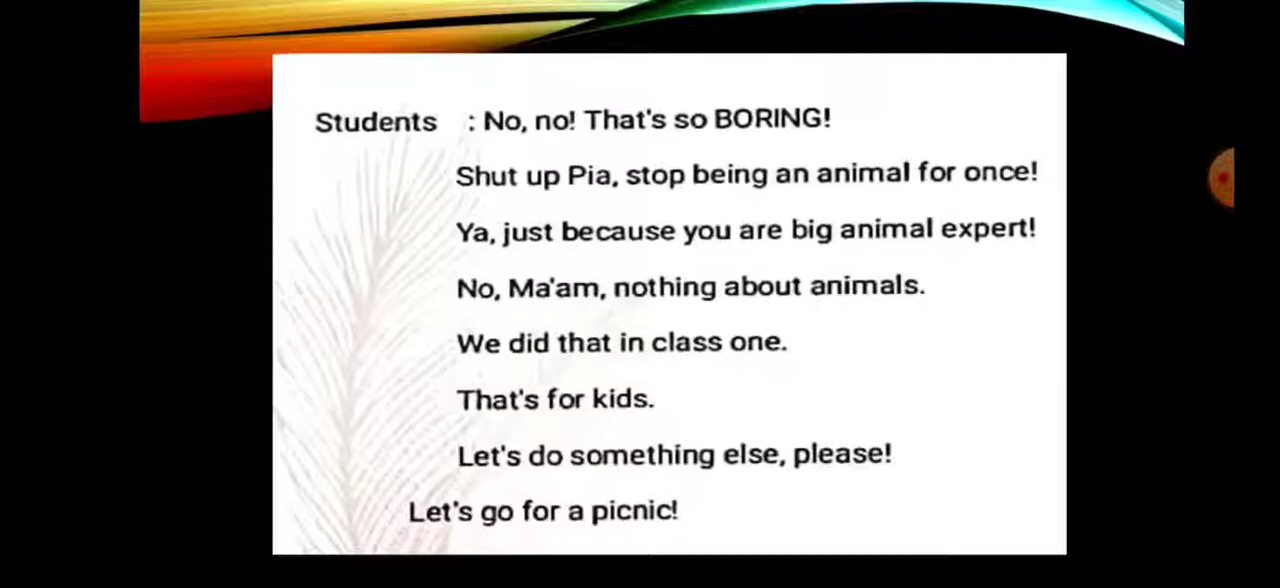 Students : No, no! That's so BORING!
Shut up Pia, stop being an animal for once!
Ya, just because you are big animal expert!
No, Ma'am, nothing about animals.
We did that in class one.
That's for kids.
Let's do something else, please!
Let's go for a picnic!